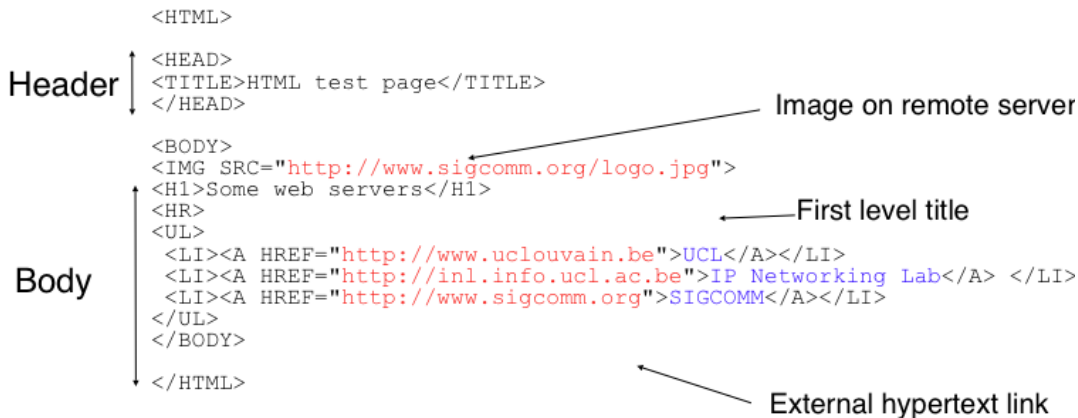 <HTML>
<HEAD>
Header
<TITLE>HTML test page</TITLE>
</HEAD>
Image on remote server
<BODY>
<IMG SRC="http://www.sigcomm.org/logo.jpg">
<H1>Some web servers</H1>
<HR>
First level title
<UL>
<LI><A HREF="http://www.uclouvain.be">UCL</A></LI>
Body
<LI><A HREF="http://inl.info.ucl.ac.be">IP Networking Lab</A> </LI>
<LI><A HREF="http://www.sigcomm.org">SIGCOMM</A></LI>
</UL>
</BODY>
</HTML>
External hypertext link